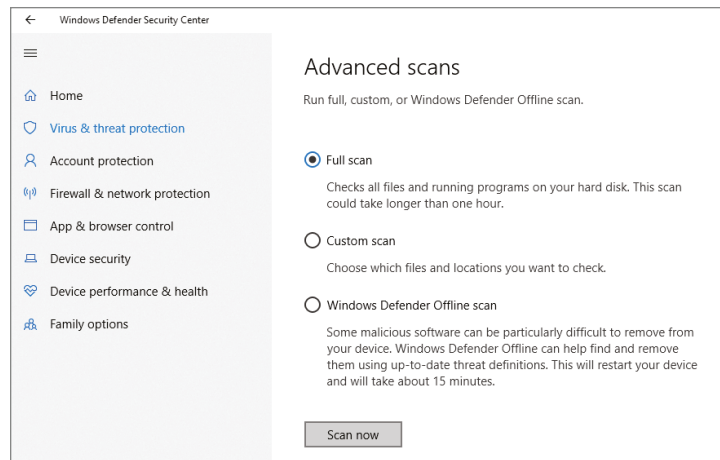 Windows Defender Security Center
Home
Virus & threat protection
Account protection
Firewall & network protection
App & browser control
Device security
Device performance & health
Family options
Advanced scans
Run full, custom, or Windows Defender Offline scan.
Full scan
Checks all files and running programs on your hard disk. This scan
could take longer than one hour.
Custom scan
Choose which files and locations you want to check.
Windows Defender Offline scan
Some malicious software can be particularly difficult to remove from
your device. Windows Defender Offline can help find and remove
them using up-to-date threat definitions. This will restart your device
and will take about 15 minutes.
Scan now